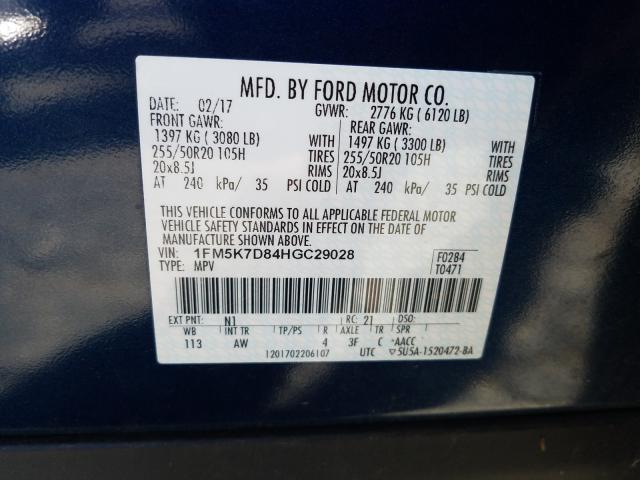 MFD. BY FORD MOTOR CO.
DATE: 02/17 GVWR: 2776 KG ( 6120 LB)
FRONT GAWR: REAR GAWR:
1397 KG ( 3080 LB) WITH 1497 KG ( 3300 LB) WITH
255/50R20 105H TIRES 255/50R20 105H TIRES
20x8.5J RIMS 20x8.5J RIMS
AT 240 kPa/ 35 PSI COLD AT 240 kPa/ 35 PSI COLD
THIS VEHICLE CONFORMS TO ALL APPLICABLE FEDERAL MOTOR
VEHICLE SAFETY STANDARDS IN EFFECT ON THE DATE OF
MANUFACTURE SHOWN ABOVE.
VIN: 1FM5K7D84HGC29028 F0284
TYPE: MPV T0471
EXT PNT: N1 RC: 21 DSO:
WB INT TR TP/PS R AXLE TR SPR
113 AW 4 3F C AACC
1201702206107 UTC 5U5A-1520472-BA